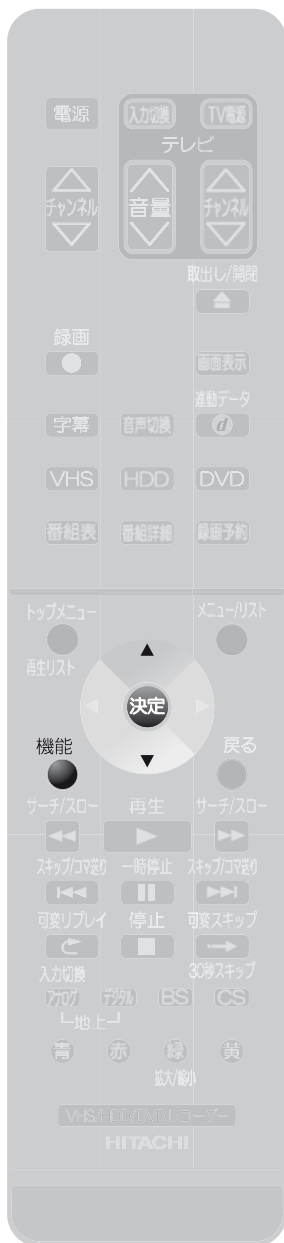 電源 入力切換 TV電源
テレビ
チャンネル 音量 チャンネル
取出し/開閉
録画
画面表示
連動データ
字幕 音声切換 d
VHS HDD DVD
番組表 番組詳細 録画予約
トップメニュー メニュー/リスト
再生リスト
決定
機能 戻る
サーチ/スロー 再生 サーチ/スロー
スキップ/コマ送り 一時停止 スキップ/コマ送り
可変リプレイ 停止 可変スキップ
入力切換 30秒スキップ
アナログ デジタル BS CS
地上
青 赤 緑 黄
拡大/縮小
VHS/HDD/DVDレコーダー
HITACHI